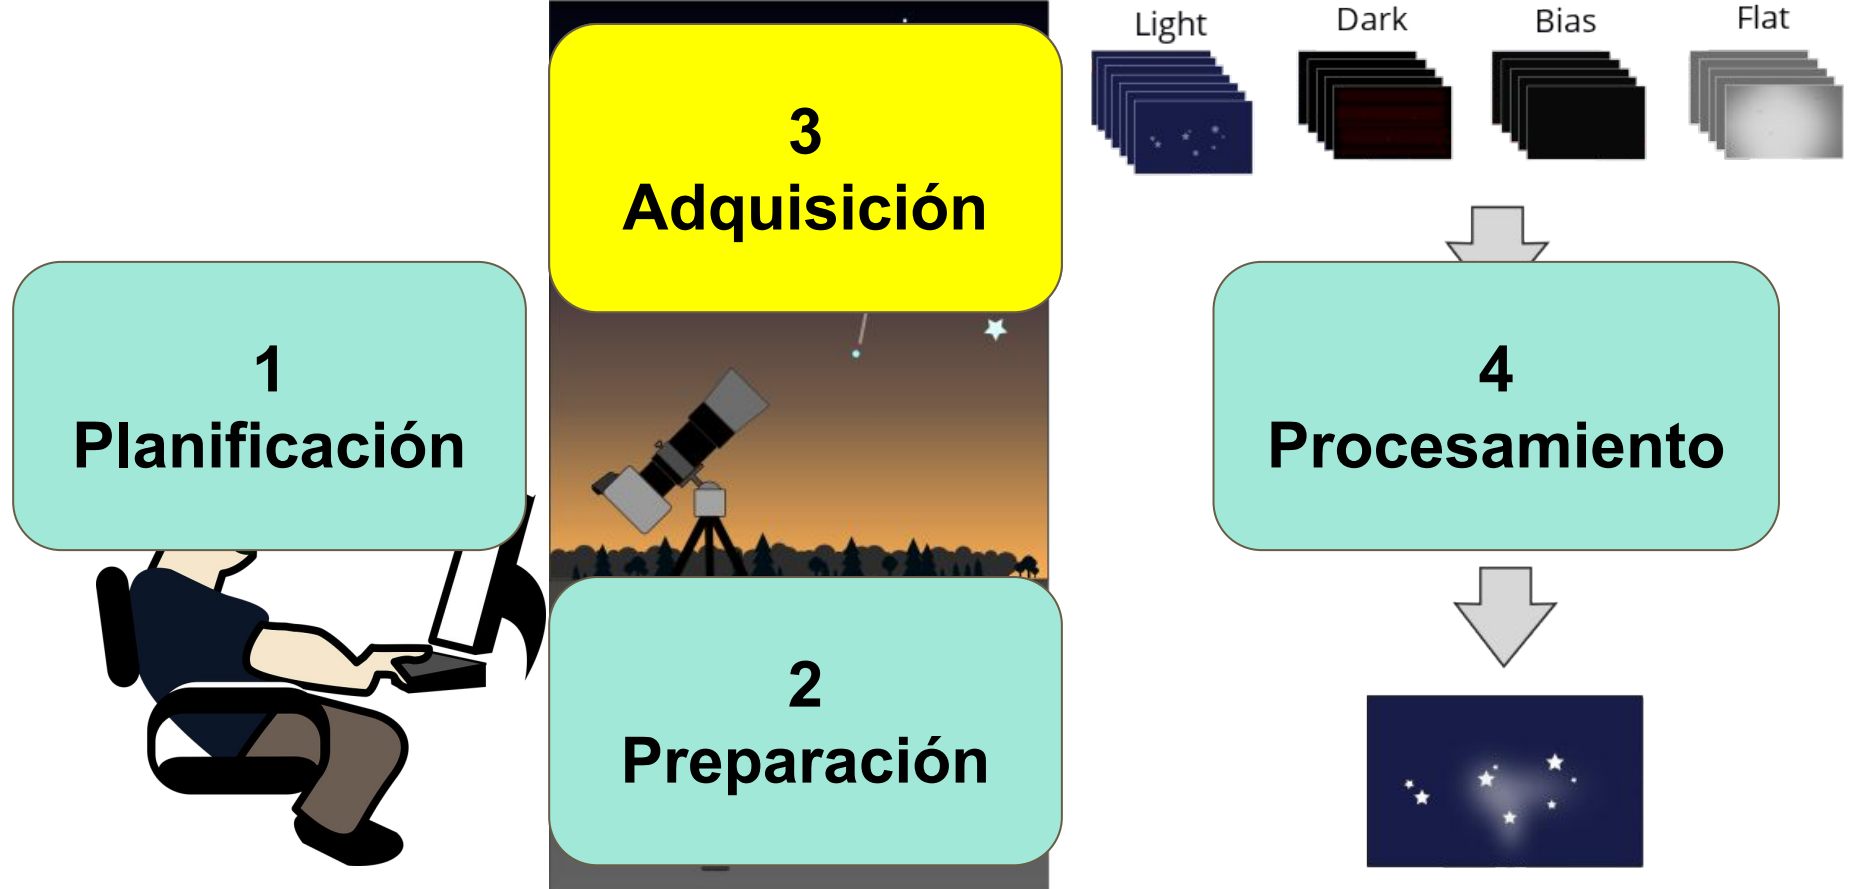 1
Planificación
3
Adquisición
2
Preparación
Light
Dark
Bias
Flat
4
Procesamiento